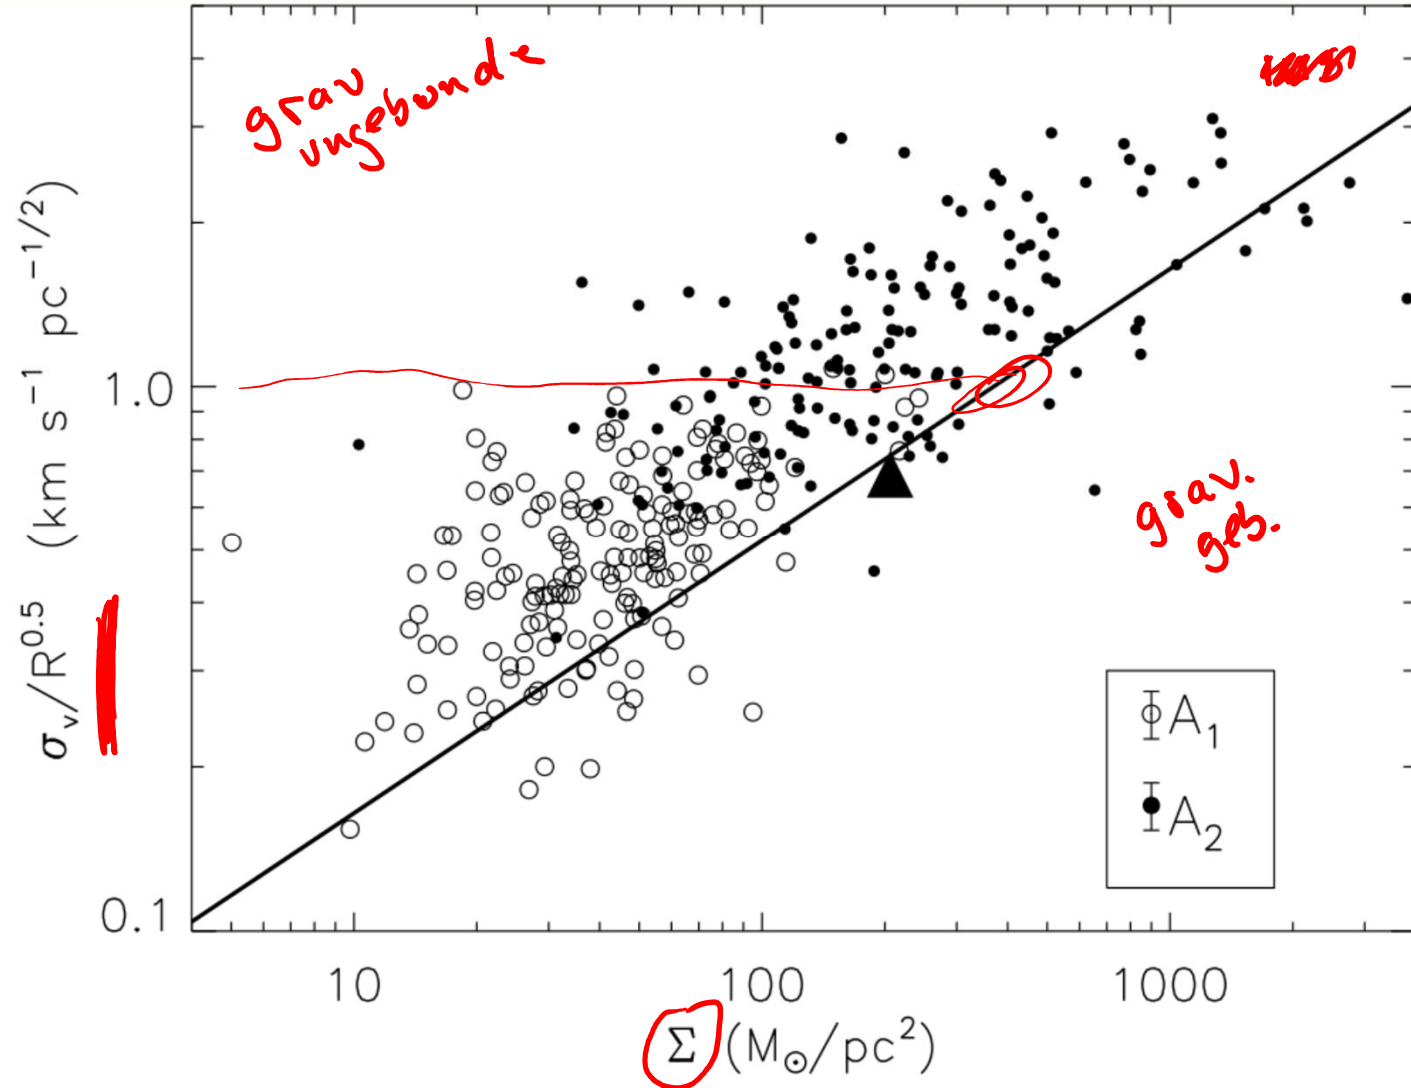 grav
ungebunde
1.0
0.1
σv/R0.5 (km s−1 pc−1/2)
grav.
geb.
A1
A2
10 100 1000
Σ (M⊙/pc2)